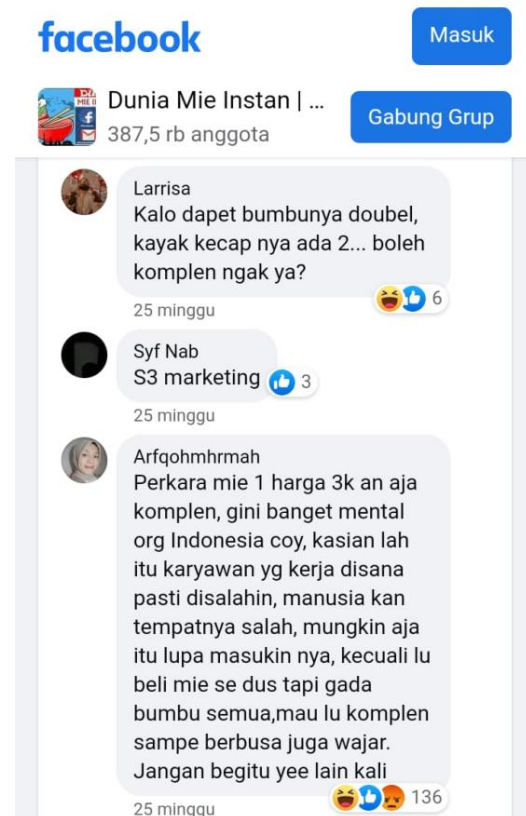 facebook
Masuk
Dunia Mie Instan | ...
387,5 rb anggota
Gabung Grup
Larrisa
Kalo dapet bumbunya doubel,
kayak kecap nya ada 2... boleh
komplen ngak ya?
6
25 minggu
Syf Nab
S3 marketing
3
25 minggu
Arfqohmhrmah
Perkara mie 1 harga 3k an aja
komplen, gini banget mental
org Indonesia coy, kasian lah
itu karyawan yg kerja disana
pasti disalahin, manusia kan
tempatnya salah, mungkin aja
itu lupa masukin nya, kecuali lu
beli mie se dus tapi gada
bumbu semua,mau lu komplen
sampe berbusa juga wajar.
Jangan begitu yee lain kali
136
25 minggu